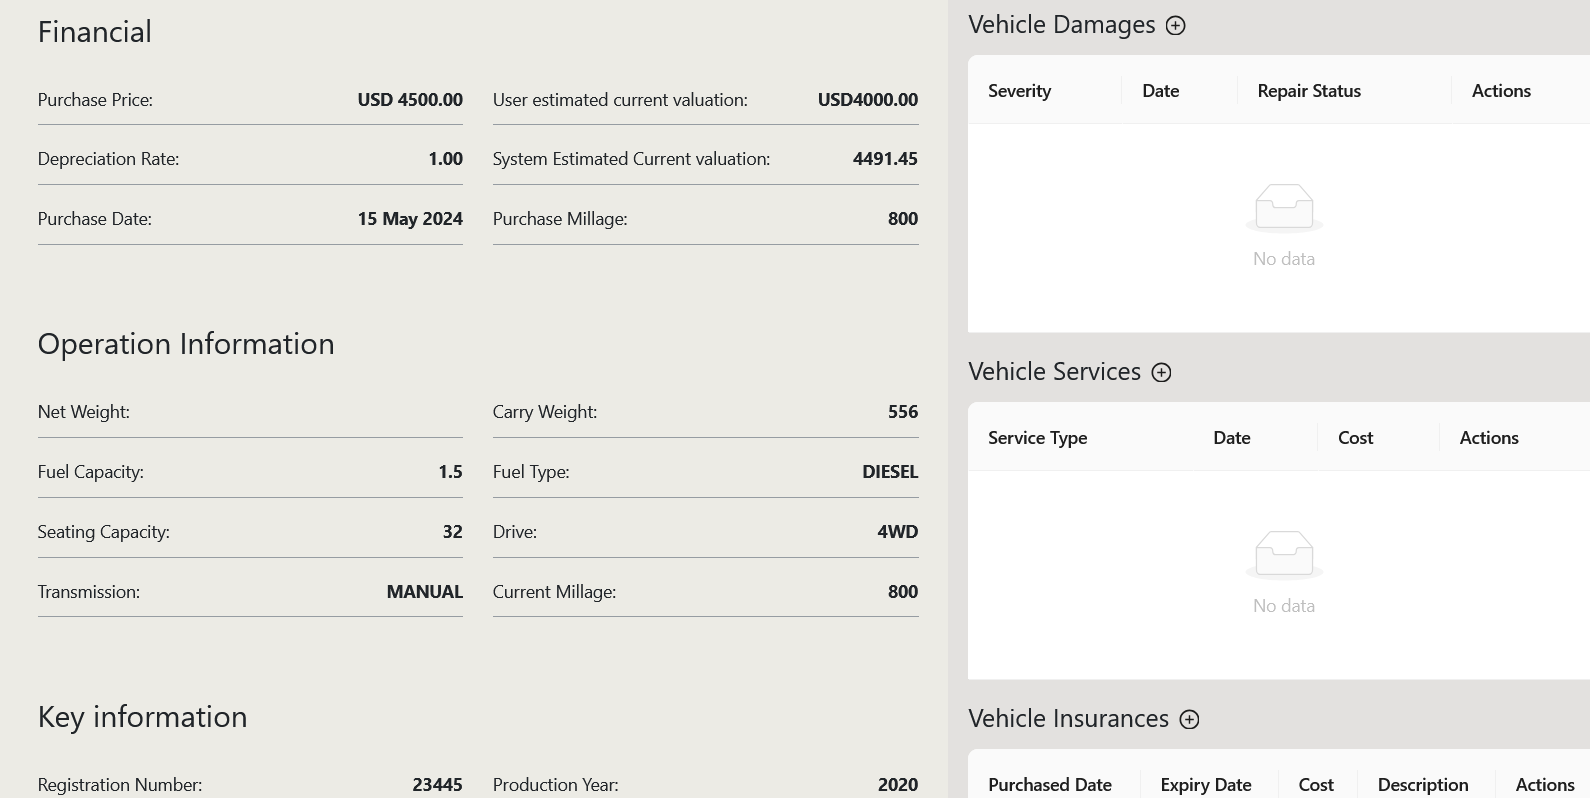 Financial
Purchase Price: USD 4500.00
User estimated current valuation: USD4000.00
Depreciation Rate: 1.00
System Estimated Current valuation: 4491.45
Purchase Date: 15 May 2024
Purchase Millage: 800
Operation Information
Net Weight:
Carry Weight: 556
Fuel Capacity: 1.5
Fuel Type: DIESEL
Seating Capacity: 32
Drive: 4WD
Transmission: MANUAL
Current Millage: 800
Key information
Registration Number: 23445
Production Year: 2020
Vehicle Damages
Severity Date Repair Status Actions
No data
Vehicle Services
Service Type Date Cost Actions
No data
Vehicle Insurances
Purchased Date Expiry Date Cost Description Actions